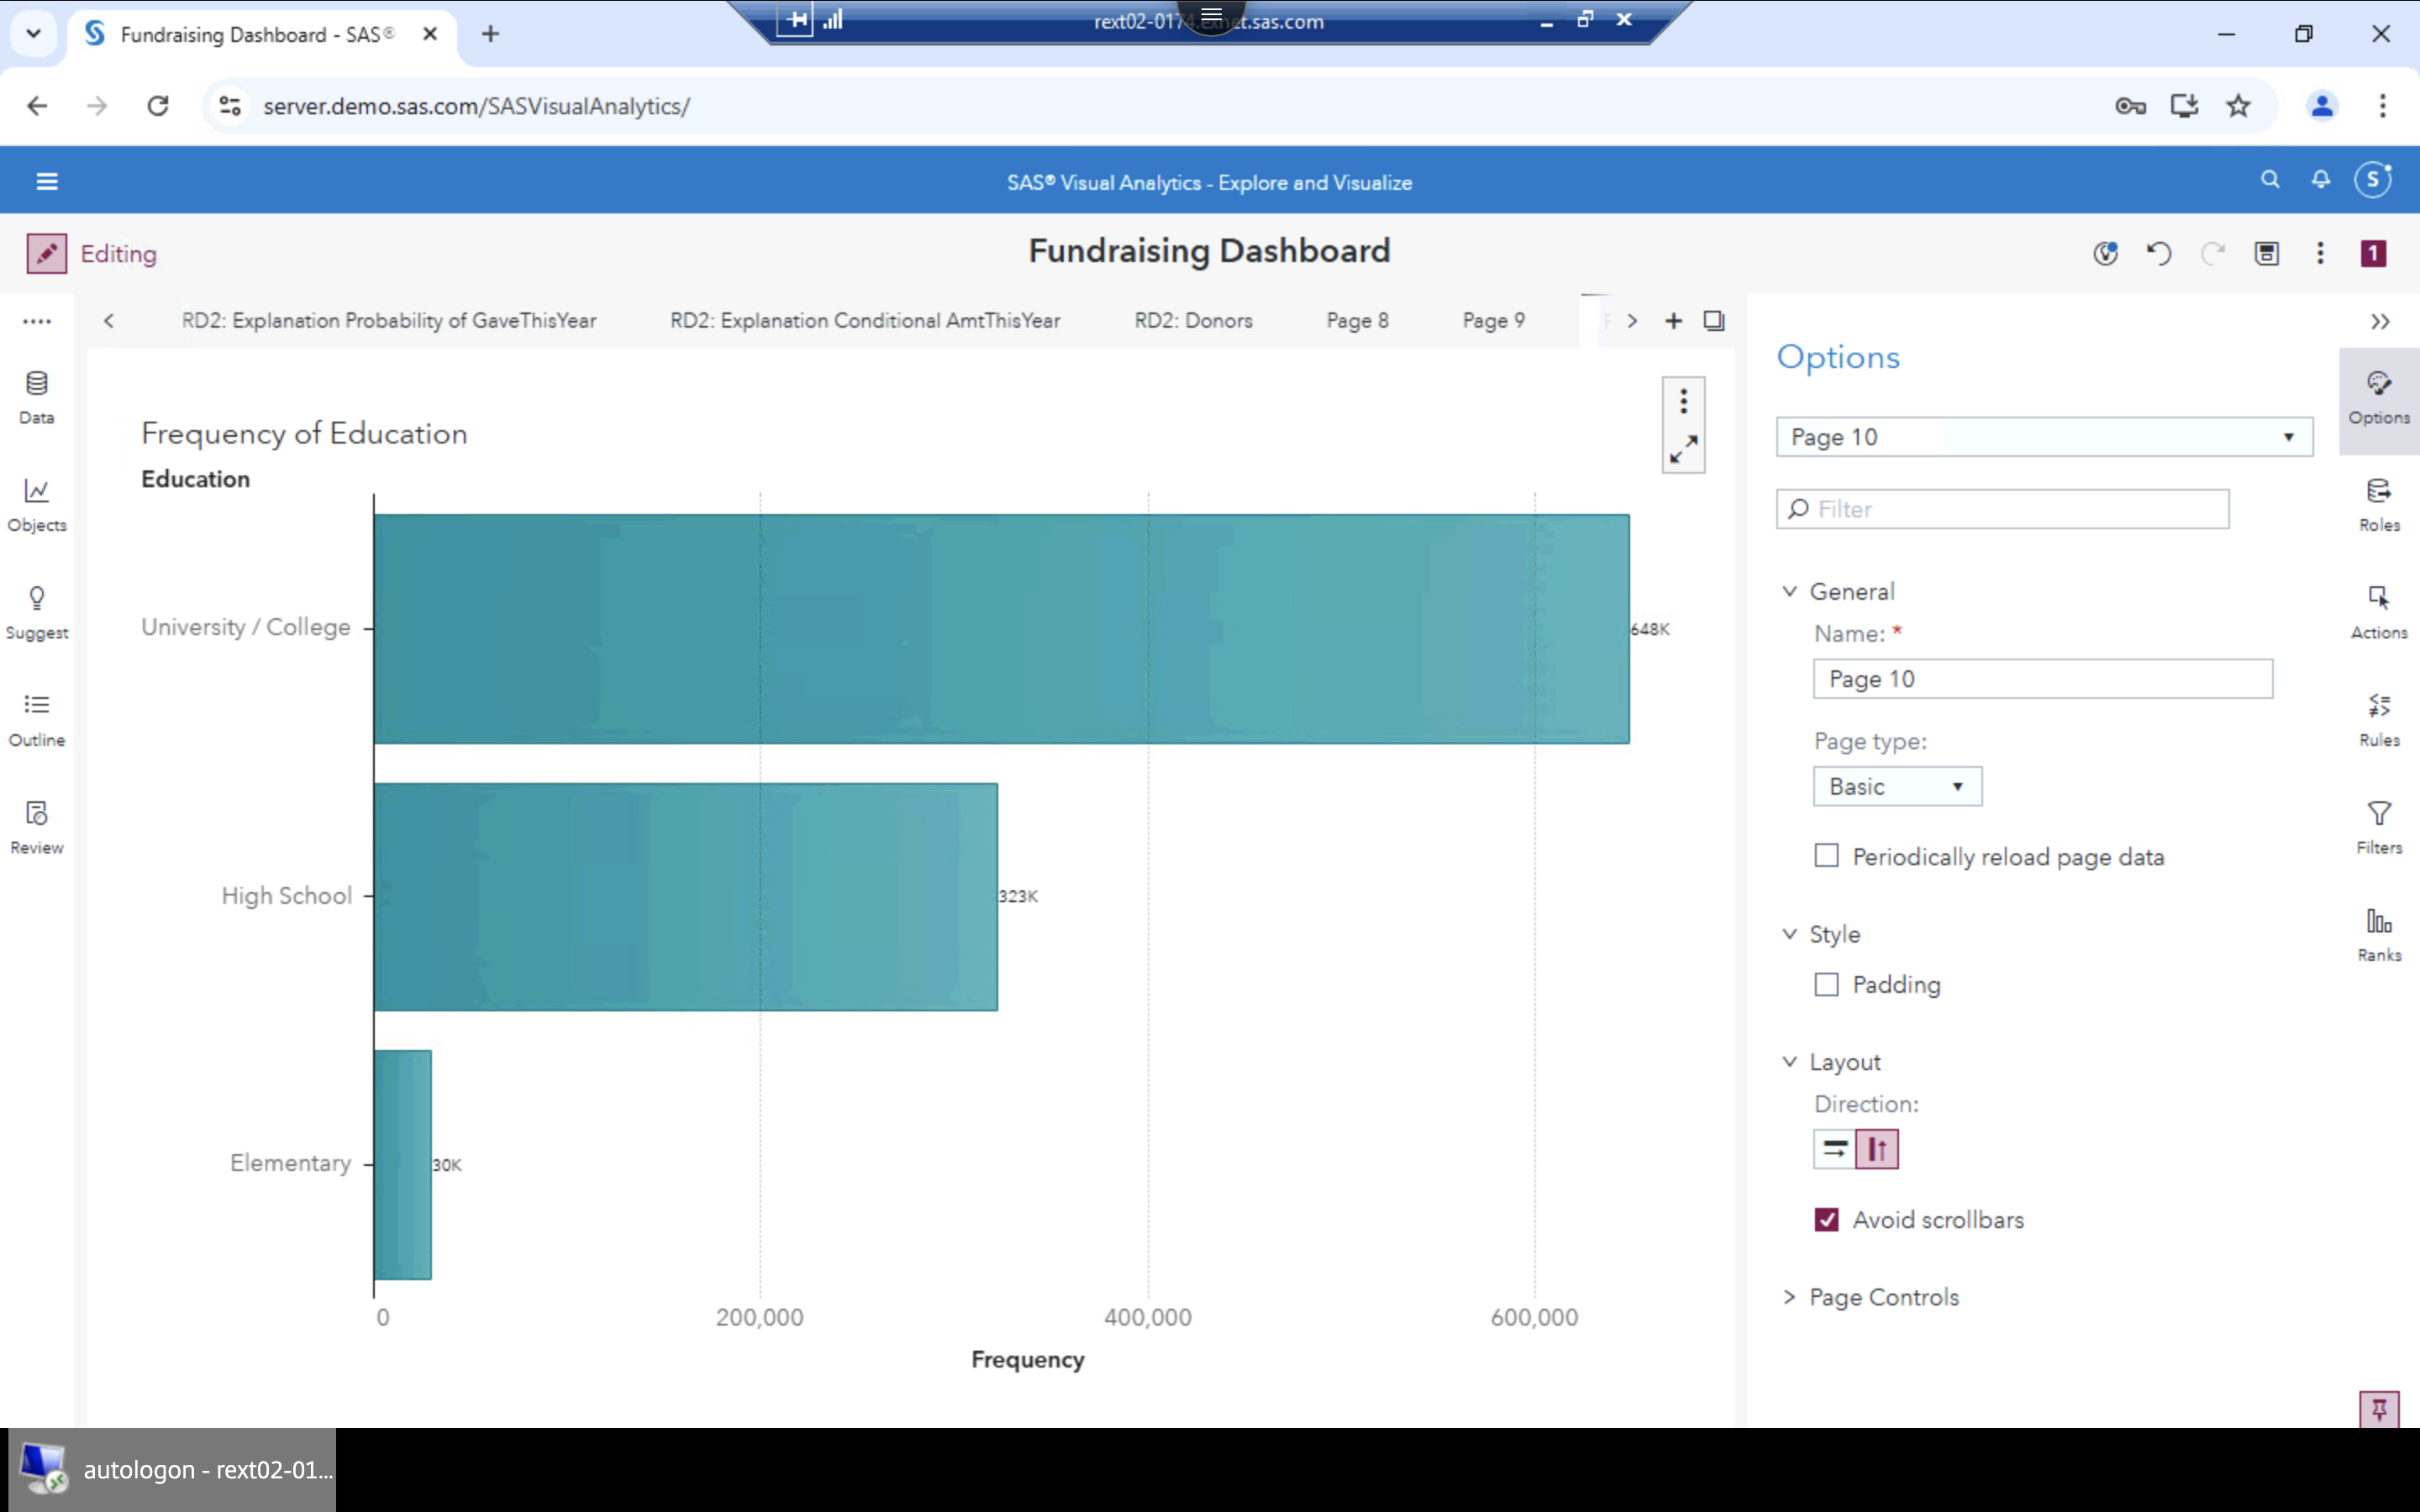 Fundraising Dashboard - SAS®
rext02-0174.exnet.sas.com
server.demo.sas.com/SASVisualAnalytics/
SAS® Visual Analytics - Explore and Visualize
S
Editing
Fundraising Dashboard
1
RD2: Explanation Probability of GaveThisYear
RD2: Explanation Conditional AmtThisYear
RD2: Donors
Page 8
Page 9
Data
Objects
Suggest
Outline
Review
Frequency of Education
Education
University / College
648K
High School
323K
Elementary
30K
0
200,000
400,000
600,000
Frequency
Options
Page 10
Filter
General
Name: *
Page 10
Page type:
Basic
Periodically reload page data
Style
Padding
Layout
Direction:
Avoid scrollbars
Page Controls
Options
Roles
Actions
Rules
Filters
Ranks
autologon - rext02-01...